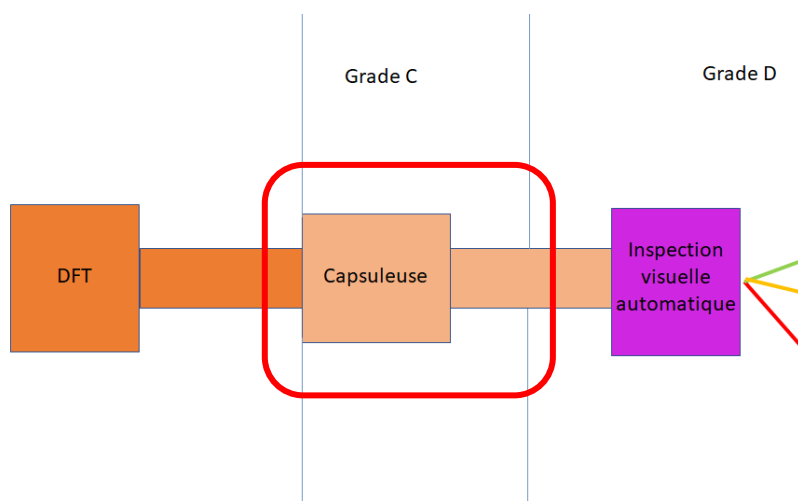 Grade C
Grade D
DFT
Capsuleuse
Inspection
visuelle
automatique